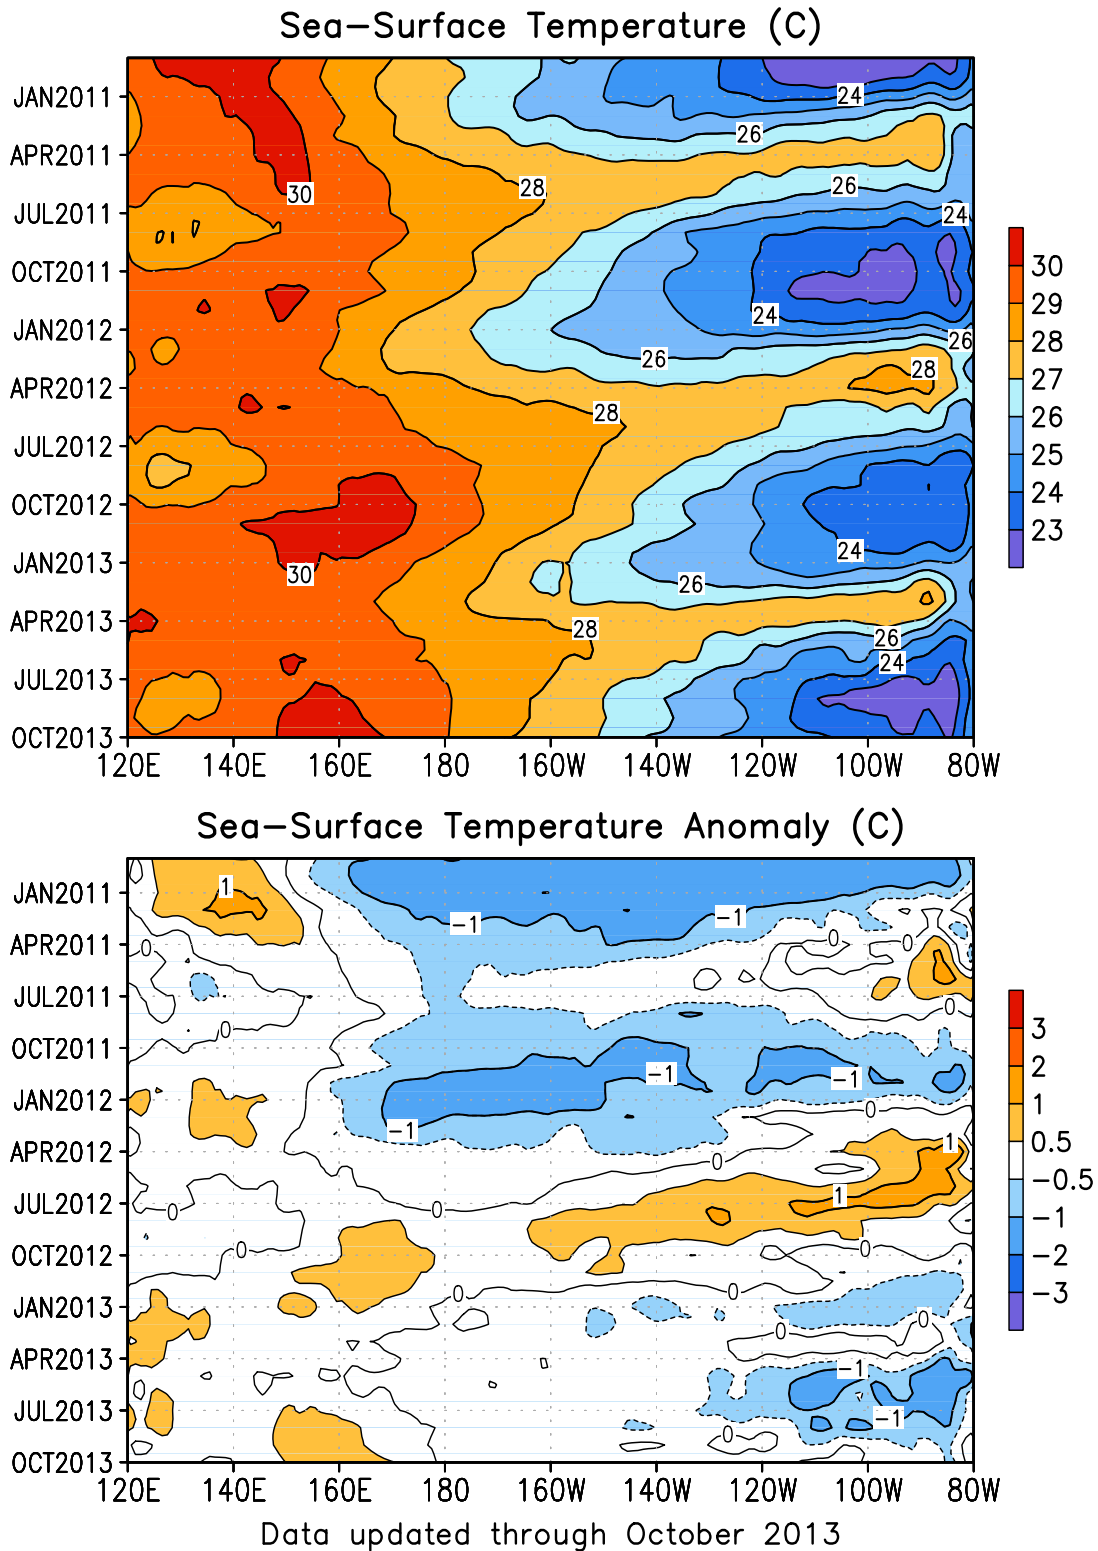 Sea-Surface Temperature (C)
JAN2011
APR2011
JUL2011
OCT2011
JAN2012
APR2012
JUL2012
OCT2012
JAN2013
APR2013
JUL2013
OCT2013
24
26
30
28
26
24
24
26
26
28
28
24
30
26
28
26
24
120E 140E 160E 180 160W 140W 120W 100W 80W
30
29
28
27
26
25
24
23
Sea-Surface Temperature Anomaly (C)
JAN2011
APR2011
JUL2011
OCT2011
JAN2012
APR2012
JUL2012
OCT2012
JAN2013
APR2013
JUL2013
OCT2013
1
-1
-1
0
0
0
0
0
-1
-1
0
-1
1
0
1
0
0
0
0
0
0
0
0
-1
-1
0
120E 140E 160E 180 160W 140W 120W 100W 80W
3
2
1
0.5
-0.5
-1
-2
-3
Data updated through October 2013